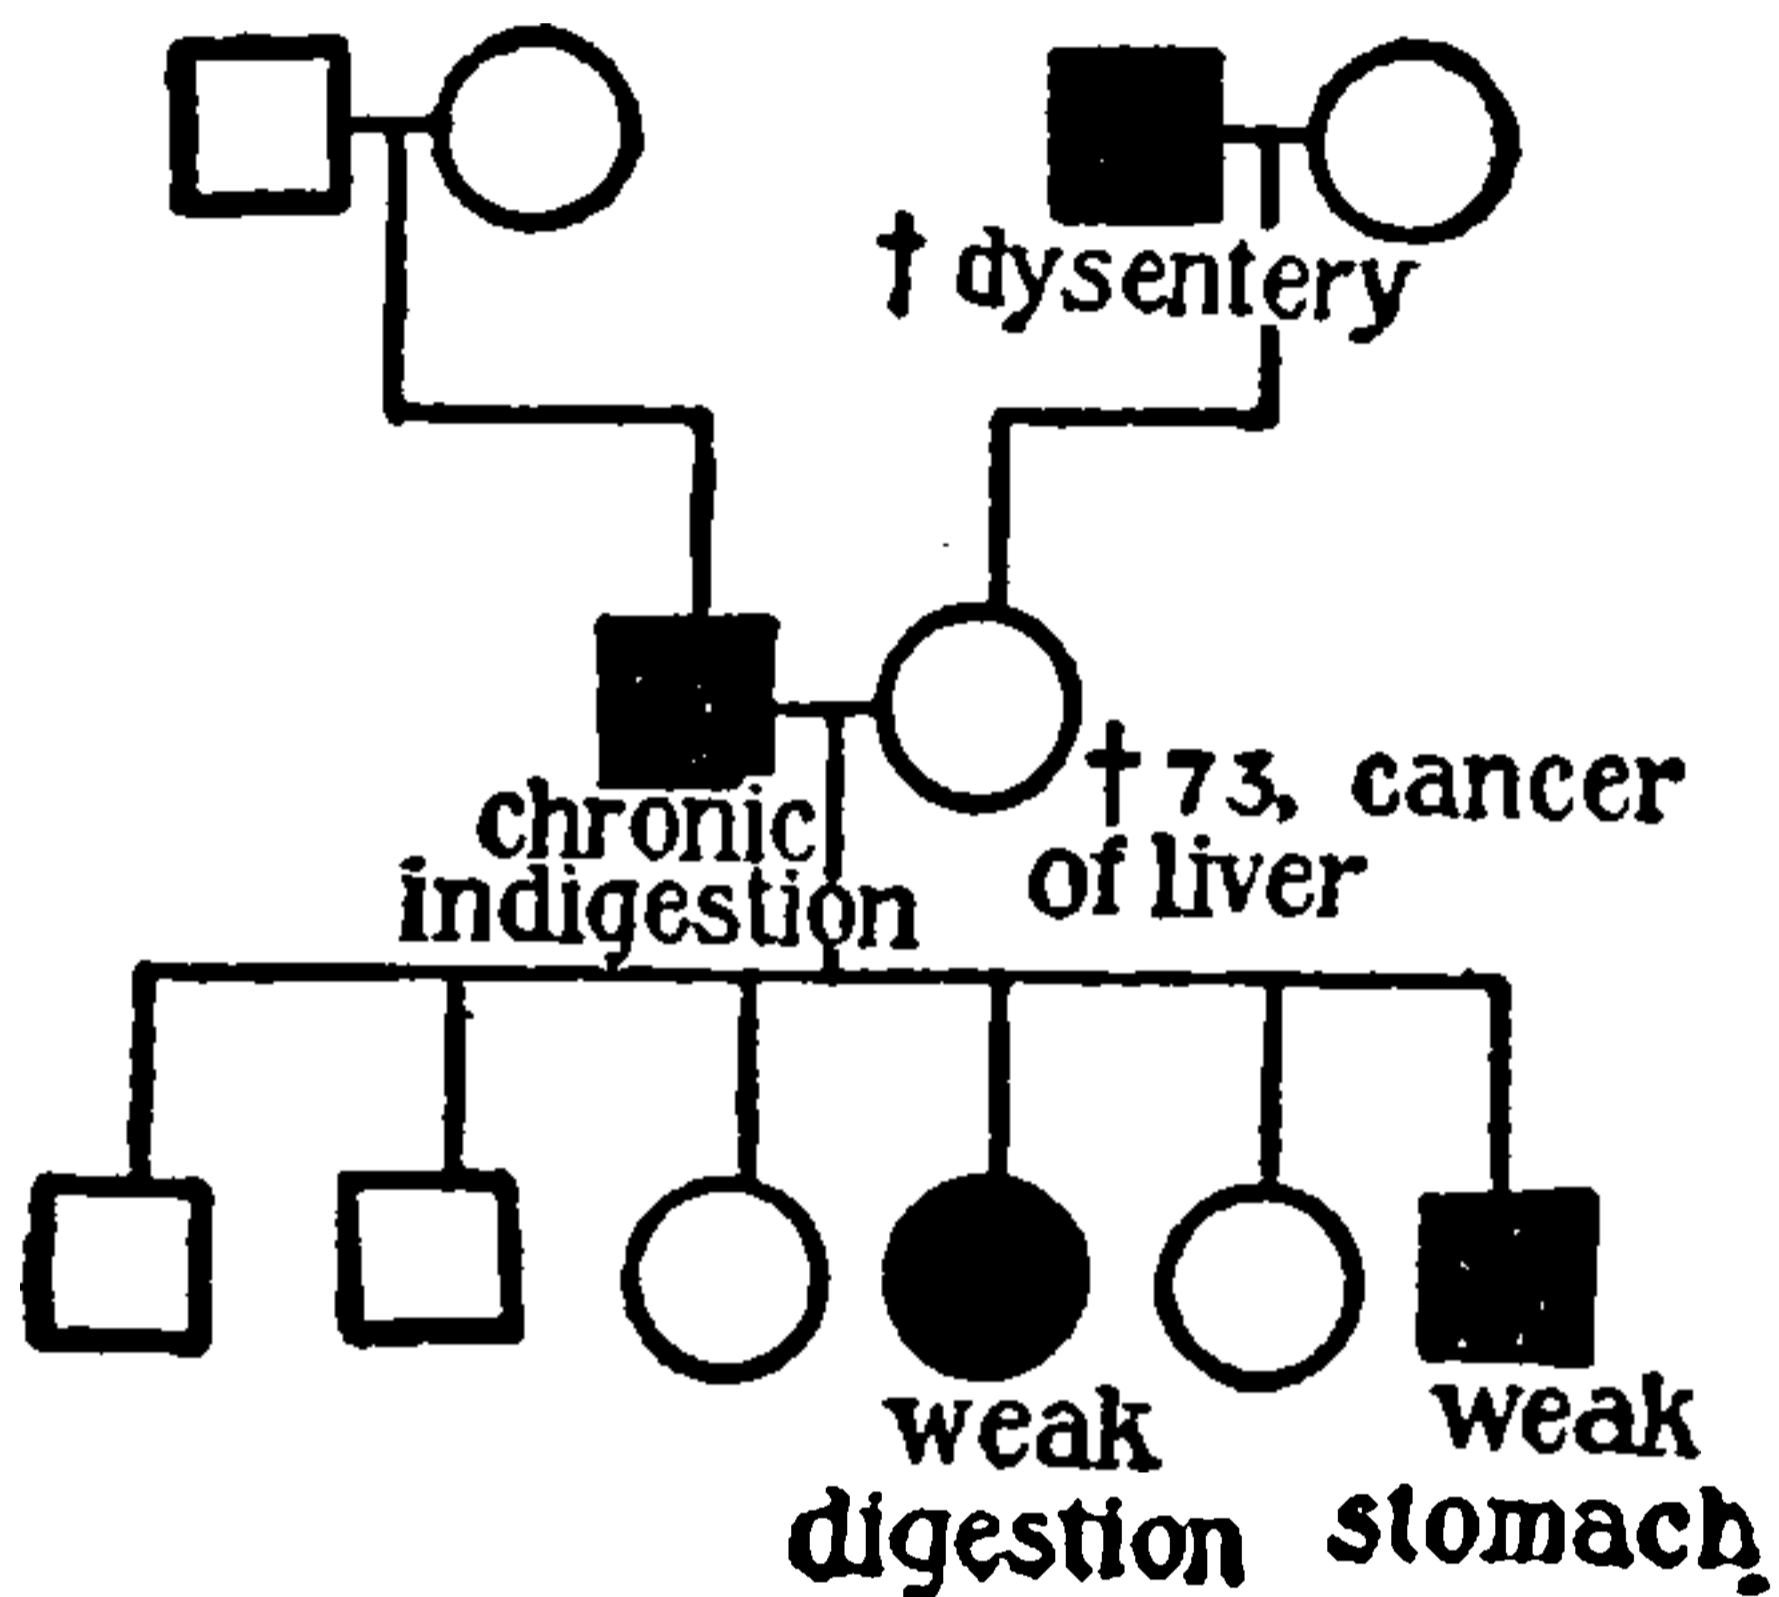 † dysentery
chronic
indigestion
† 73, cancer
of liver
weak
digestion
weak
stomach